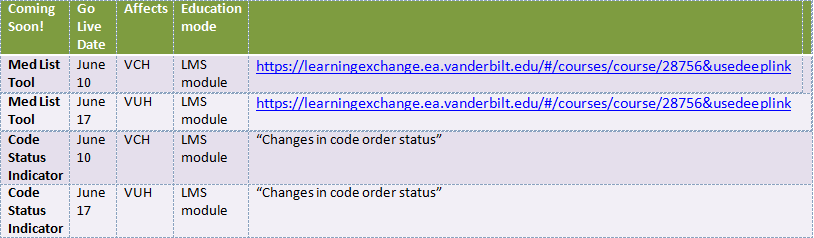 Coming Soon! Go Live Date Affects Education mode
Med List Tool June 10 VCH LMS module https://learningexchange.ea.vanderbilt.edu/#/courses/course/28756&usedeeplink
Med List Tool June 17 VUH LMS module https://learningexchange.ea.vanderbilt.edu/#/courses/course/28756&usedeeplink
Code Status Indicator June 10 VCH LMS module “Changes in code order status”
Code Status Indicator June 17 VUH LMS module “Changes in code order status”